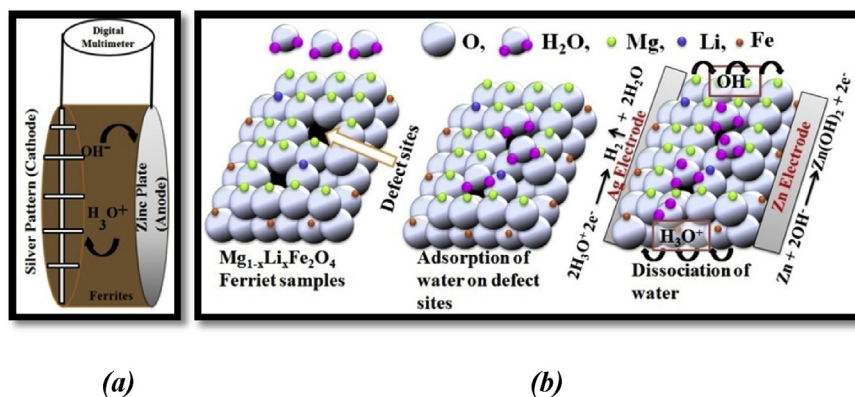 Digital
Multimeter
Silver Pattern (Cathode)
OH⁻
H₃O⁺
Zinc Plate
(Anode)
Ferrites
O, H₂O, Mg, Li, Fe
Defect sites
Mg₁₋ₓLiₓFe₂O₄
Ferriet samples
Adsorption of
water on defect
sites
2H₃O⁺2e⁻ → H₂↑ + 2H₂O
Ag Electrode
OH⁻
H₃O⁺
Zn Electrode
Zn + 2OH⁻ → Zn(OH)₂ + 2e⁻
Dissociation of
water
(a)
(b)